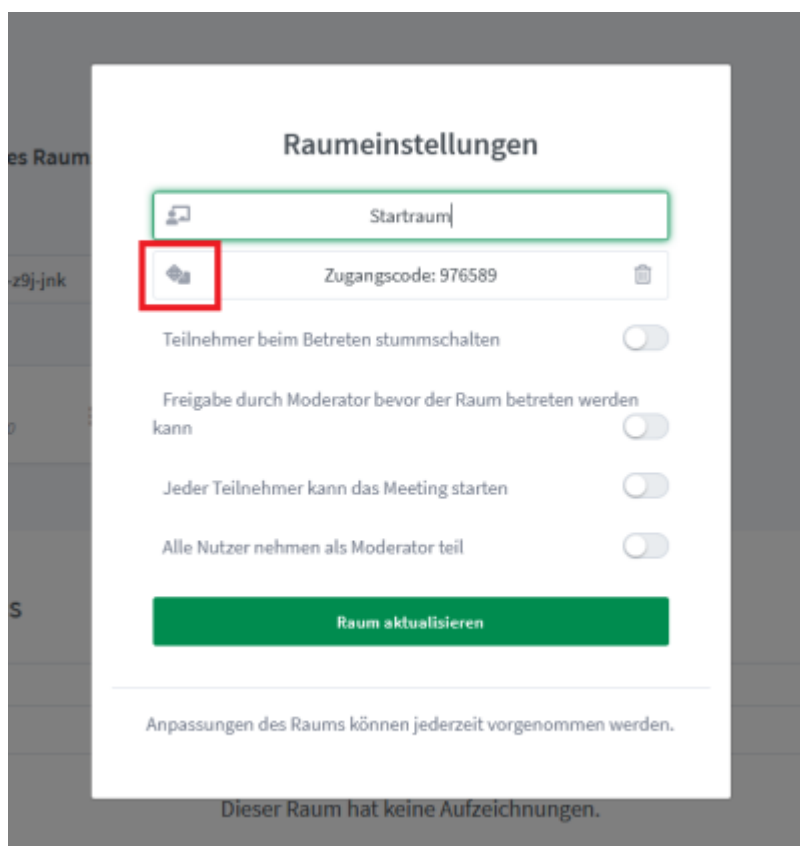 Raumeinstellungen
es Raum
Startraum
-z9j-jnk
Zugangscode: 976589
Teilnehmer beim Betreten stummschalten
Freigabe durch Moderator bevor der Raum betreten werden
kann
Jeder Teilnehmer kann das Meeting starten
Alle Nutzer nehmen als Moderator teil
s
Raum aktualisieren
Anpassungen des Raums können jederzeit vorgenommen werden.
Dieser Raum hat keine Aufzeichnungen.